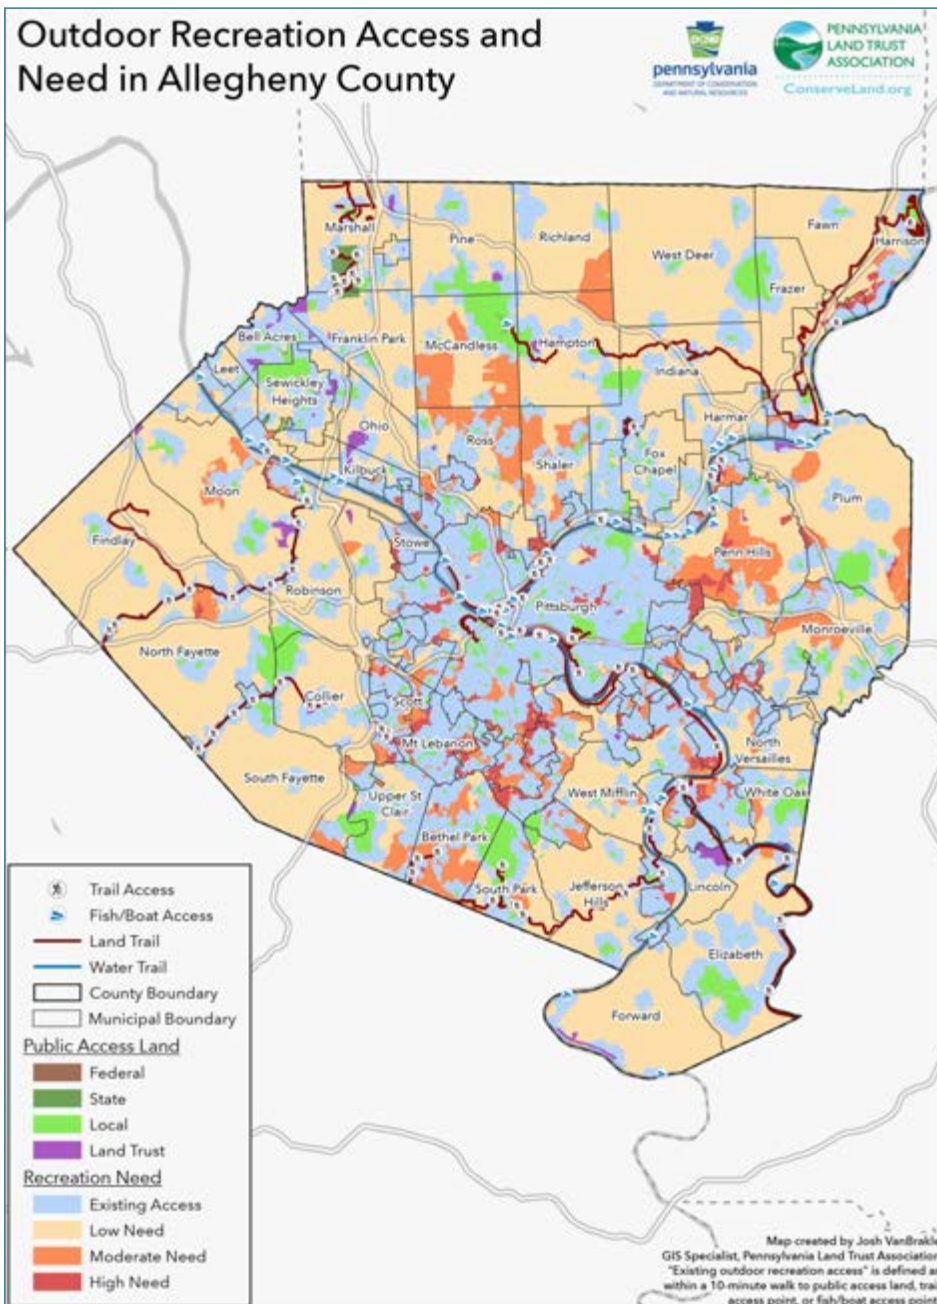 Outdoor Recreation Access and
Need in Allegheny County
DCNR
pennsylvania
DEPARTMENT OF CONSERVATION
AND NATURAL RESOURCES
PENNSYLVANIA
LAND TRUST
ASSOCIATION
ConserveLand.org
Marshall
Pine
Richland
West Deer
Fawn
Harrison
Frazer
Bell Acres
Franklin Park
McCandless
Hampton
Indiana
Leet
Sewickley
Heights
Ohio
Ross
Shaler
Fox
Chapel
Harmar
Kilbuck
Moon
Plum
Findlay
Stowe
Penn Hills
Robinson
Pittsburgh
Monroeville
North Fayette
Collier
Scott
Mt Lebanon
North
Versailles
South Fayette
Upper St
Clair
West Mifflin
White Oak
Bethel Park
South Park
Jefferson
Hills
Lincoln
Elizabeth
Forward
Trail Access
Fish/Boat Access
Land Trail
Water Trail
County Boundary
Municipal Boundary
Public Access Land
Federal
State
Local
Land Trust
Recreation Need
Existing Access
Low Need
Moderate Need
High Need
Map created by Josh VanBrakle
GIS Specialist, Pennsylvania Land Trust Association
"Existing outdoor recreation access" is defined as
within a 10-minute walk to public access land, trail
access point, or fish/boat access point